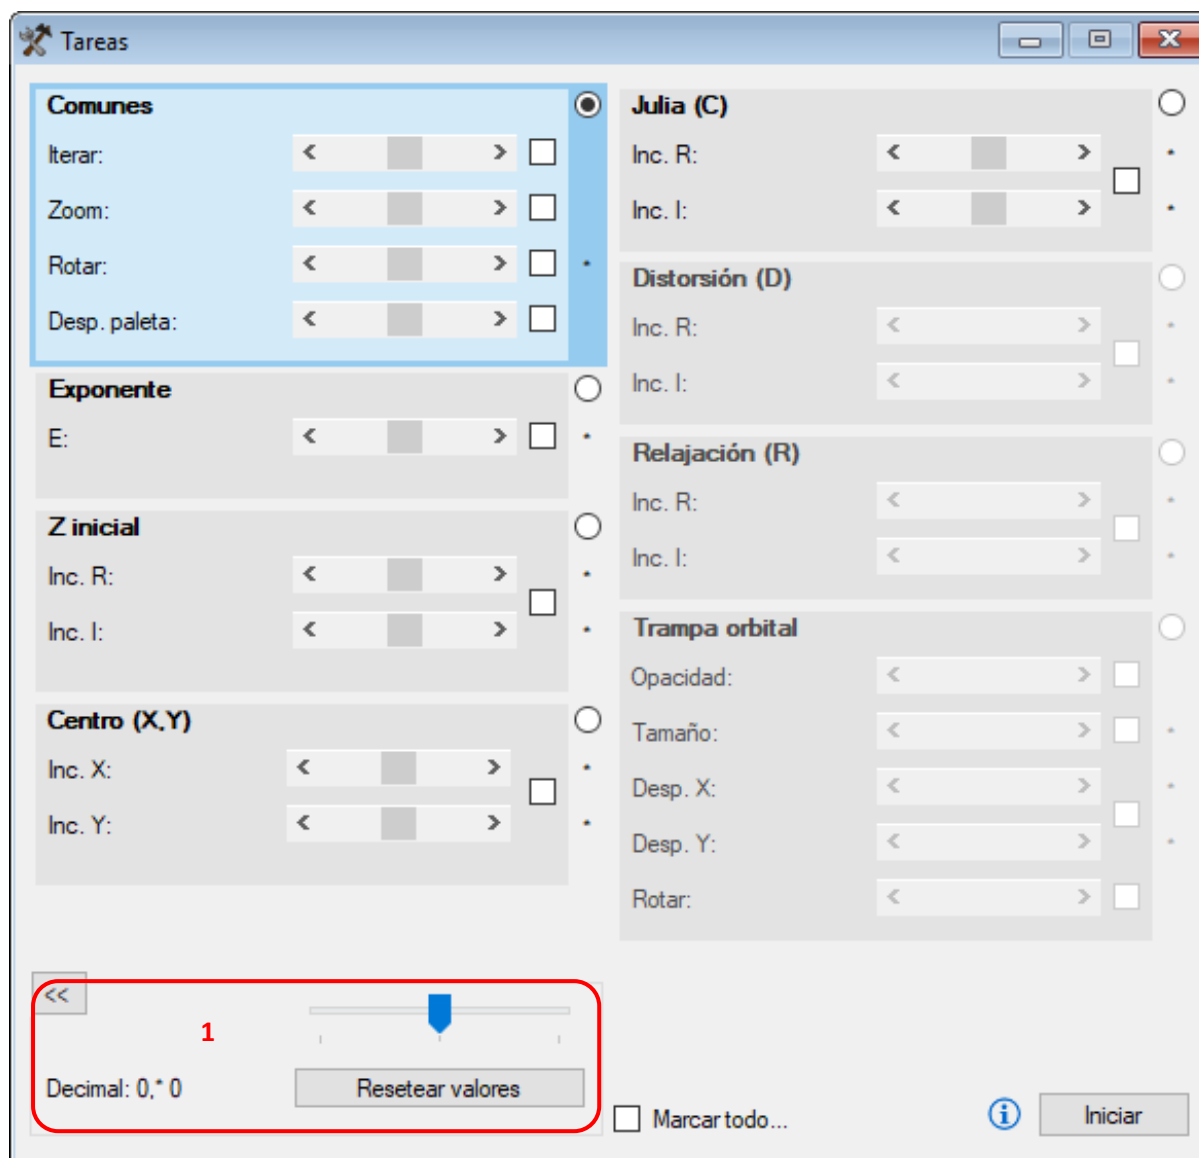 Tareas
Comunes
Iterar:
Zoom:
Rotar: *
Desp. paleta:
Exponente
E: *
Z inicial
Inc. R: *
Inc. I: *
Centro (X,Y)
Inc. X: *
Inc. Y: *
Julia (C)
Inc. R: *
Inc. I: *
Distorsión (D)
Inc. R: *
Inc. I: *
Relajación (R)
Inc. R: *
Inc. I: *
Trampa orbital
Opacidad:
Tamaño: *
Desp. X: *
Desp. Y: *
Rotar:
<<
1
Decimal: 0,* 0
Resetear valores
Marcar todo...
Iniciar